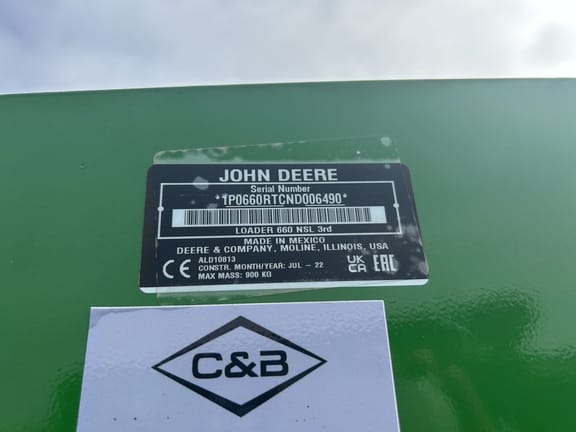 JOHN DEERE
Serial Number
*1P0660RTCND006490*
LOADER 660 NSL 3rd
MADE IN MEXICO
DEERE & COMPANY, MOLINE, ILLINOIS, USA
ALD10813
CONSTR. MONTH/YEAR: JUL - 22
MAX MASS: 900 KG
CE
UK
CA
EAC
C&B